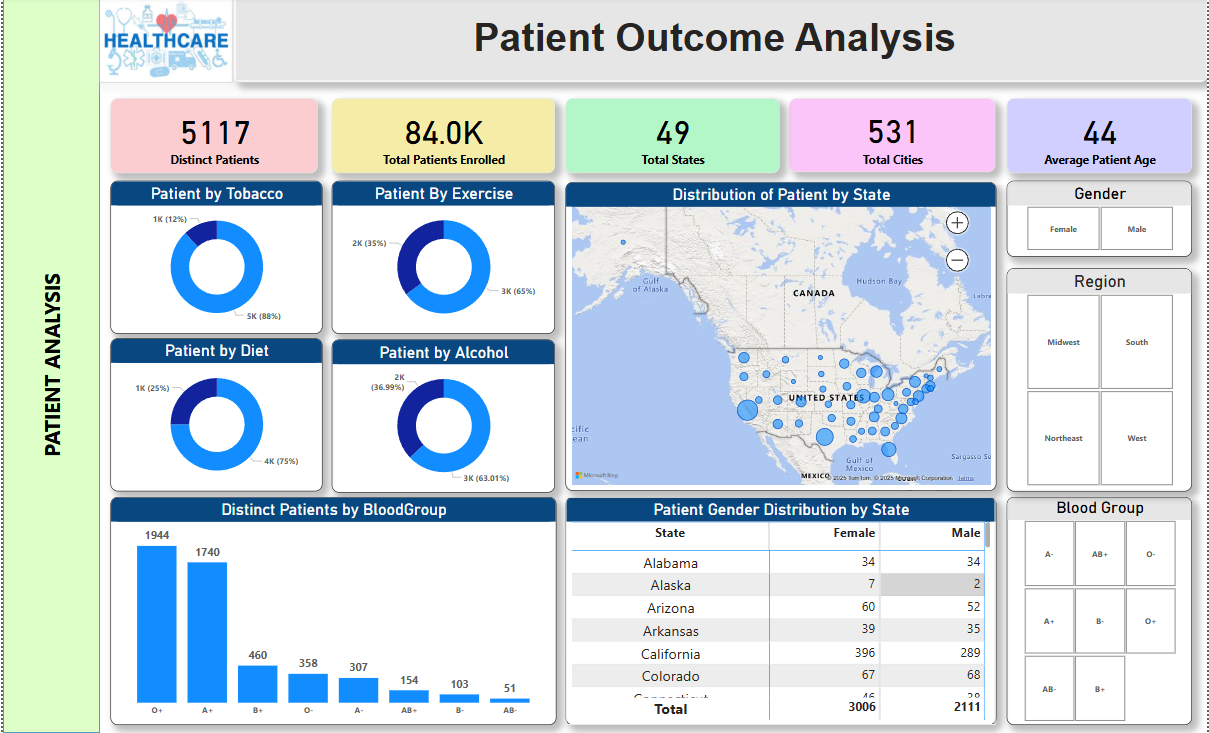 HEALTHCARE
Patient Outcome Analysis
PATIENT ANALYSIS
5117
Distinct Patients
84.0K
Total Patients Enrolled
49
Total States
531
Total Cities
44
Average Patient Age
Patient by Tobacco
1K (12%)
5K (88%)
Patient By Exercise
2K (35%)
3K (65%)
Patient by Diet
1K (25%)
4K (75%)
Patient by Alcohol
2K
(36.99%)
3K (63.01%)
Distribution of Patient by State
Gulf
of Alaska
CANADA
Hudson Bay
UNITED STATES
Gulf of
Mexico
MEXICO
Microsoft Bing
© 2025 TomTom, © 2025 Microsoft Corporation Terms
Gender
Female Male
Region
Midwest South
Northeast West
Distinct Patients by BloodGroup
1944 1740 460 358 307 154 103 51
O+ A+ B+ O- A- AB+ B- AB-
Patient Gender Distribution by State
State Female Male
Alabama 34 34
Alaska 7 2
Arizona 60 52
Arkansas 39 35
California 396 289
Colorado 67 68
Total 3006 2111
Blood Group
A- AB+ O-
A+ B- O+
AB- B+